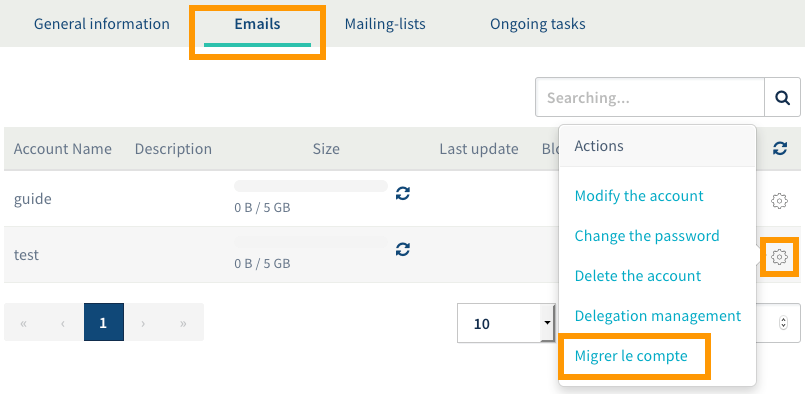 General information Emails Mailing-lists Ongoing tasks
Searching...
Account Name Description Size Last update
Actions
guide
0 B / 5 GB
Modify the account
Change the password
test
0 B / 5 GB
Delete the account
Delegation management
« ‹ 1 › »
10
Migrer le compte